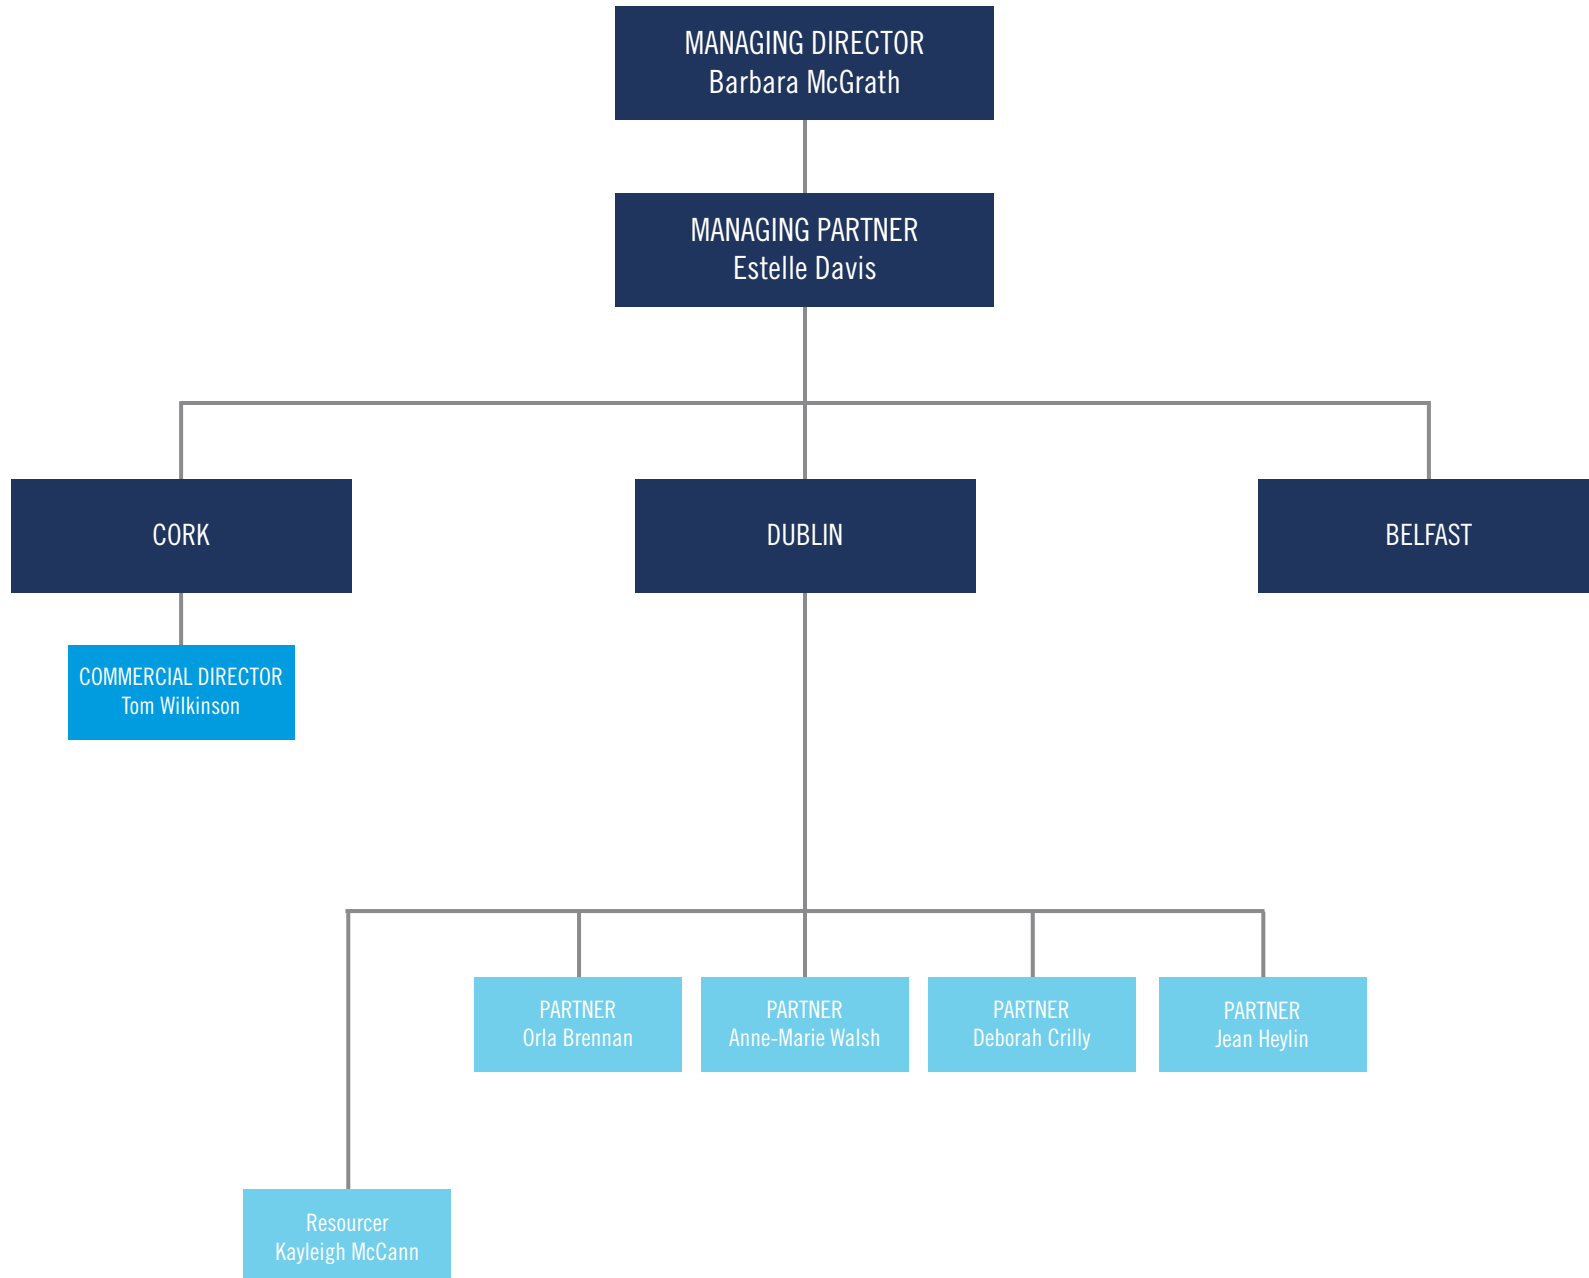 MANAGING DIRECTOR
Barbara McGrath
MANAGING PARTNER
Estelle Davis
CORK
DUBLIN
BELFAST
COMMERCIAL DIRECTOR
Tom Wilkinson
PARTNER
Orla Brennan
PARTNER
Anne-Marie Walsh
PARTNER
Deborah Crilly
PARTNER
Jean Heylin
Resourcer
Kayleigh McCann